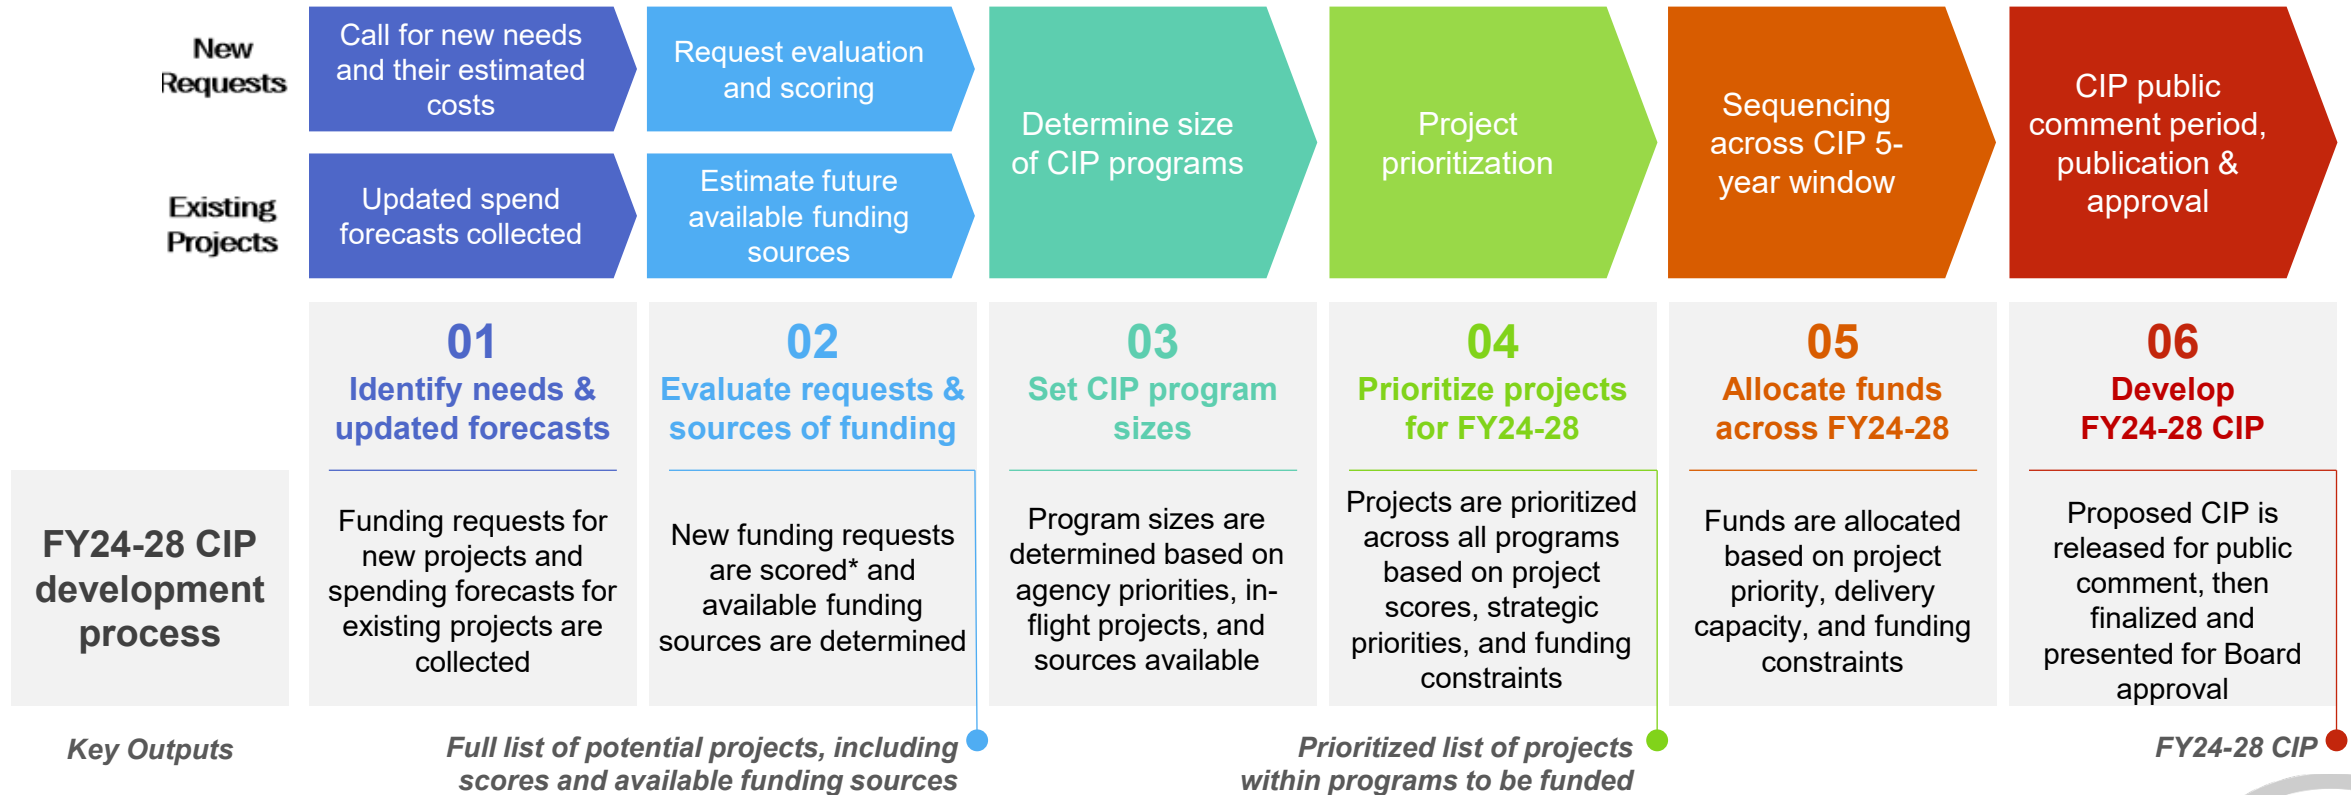 New
Requests
Call for new needs
and their estimated
costs
Request evaluation
and scoring
Existing
Projects
Updated spend
forecasts collected
Estimate future
available funding
sources
Determine size
of CIP programs
Project
prioritization
Sequencing
across CIP 5-
year window
CIP public
comment period,
publication &
approval
FY24-28 CIP
development
process
01
Identify needs &
updated forecasts
Funding requests for
new projects and
spending forecasts for
existing projects are
collected
02
Evaluate requests &
sources of funding
New funding requests
are scored* and
available funding
sources are determined
03
Set CIP program
sizes
Program sizes are
determined based on
agency priorities, in-
flight projects, and
sources available
04
Prioritize projects
for FY24-28
Projects are prioritized
across all programs
based on project
scores, strategic
priorities, and funding
constraints
05
Allocate funds
across FY24-28
Funds are allocated
based on project
priority, delivery
capacity, and funding
constraints
06
Develop
FY24-28 CIP
Proposed CIP is
released for public
comment, then
finalized and
presented for Board
approval
Key Outputs
Full list of potential projects, including
scores and available funding sources
Prioritized list of projects
within programs to be funded
FY24-28 CIP